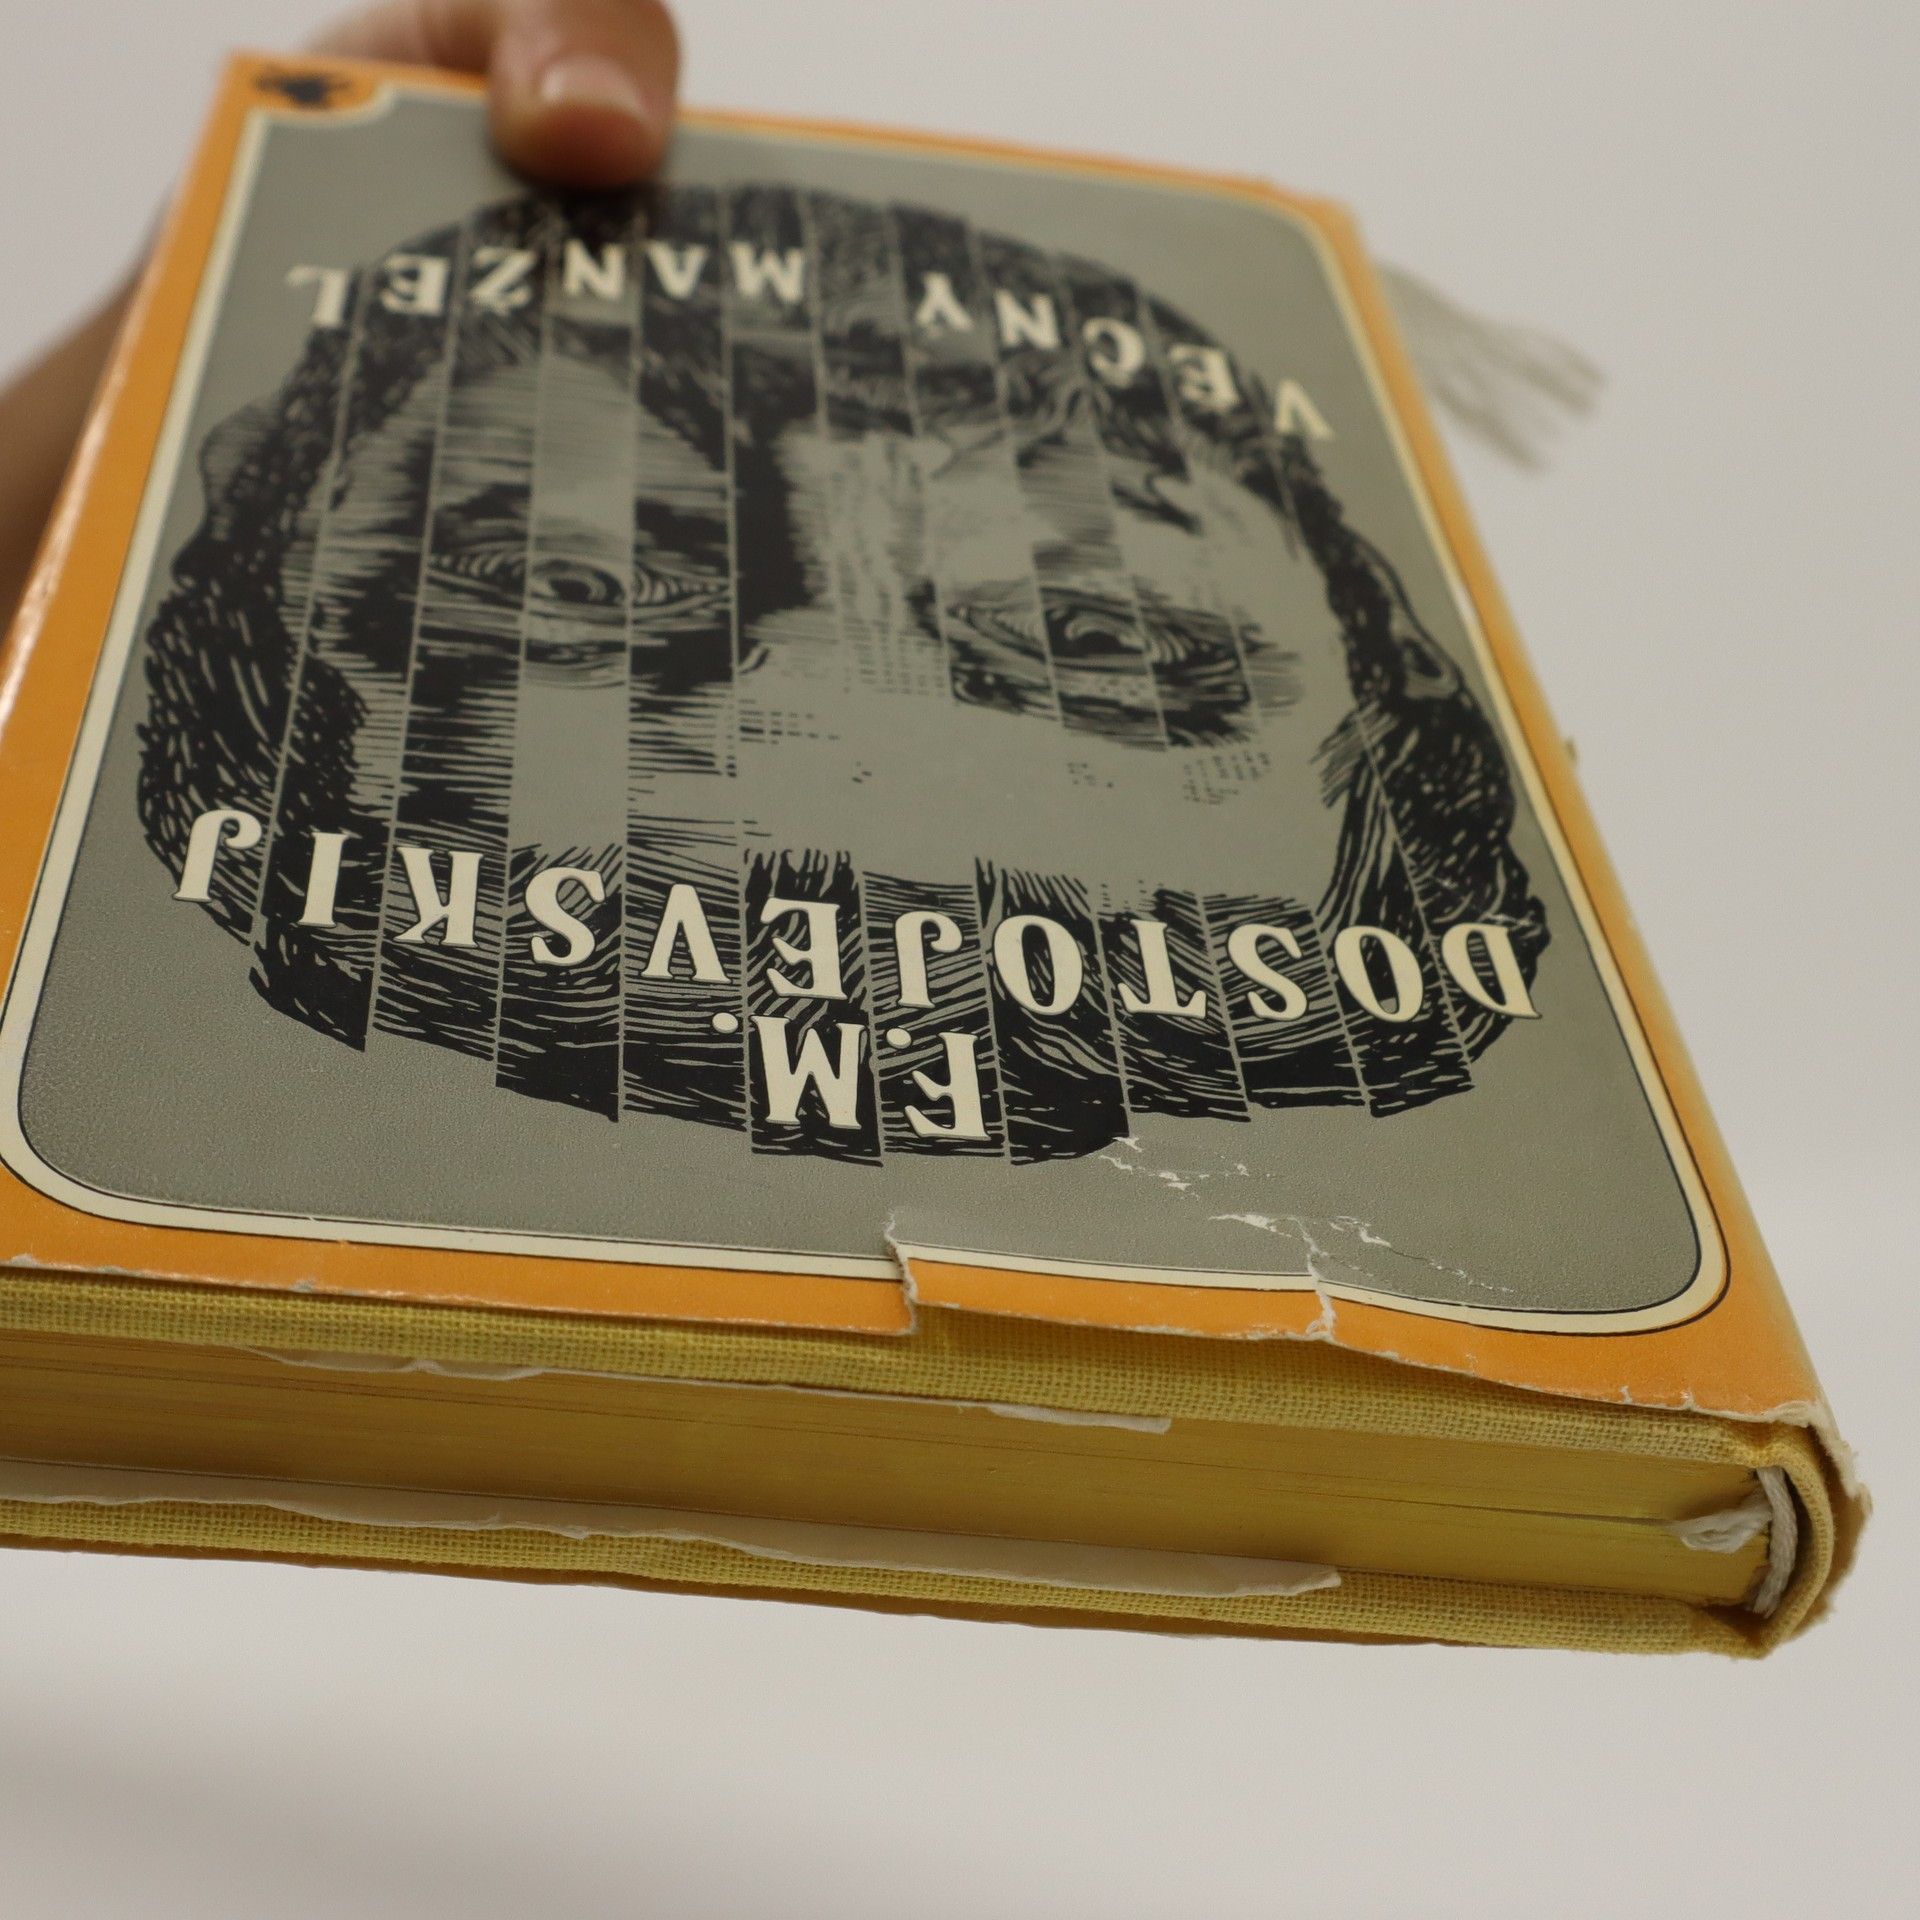 F.M.
DOSTOJEVSKIJ
VĚČNÝ MANŽEL